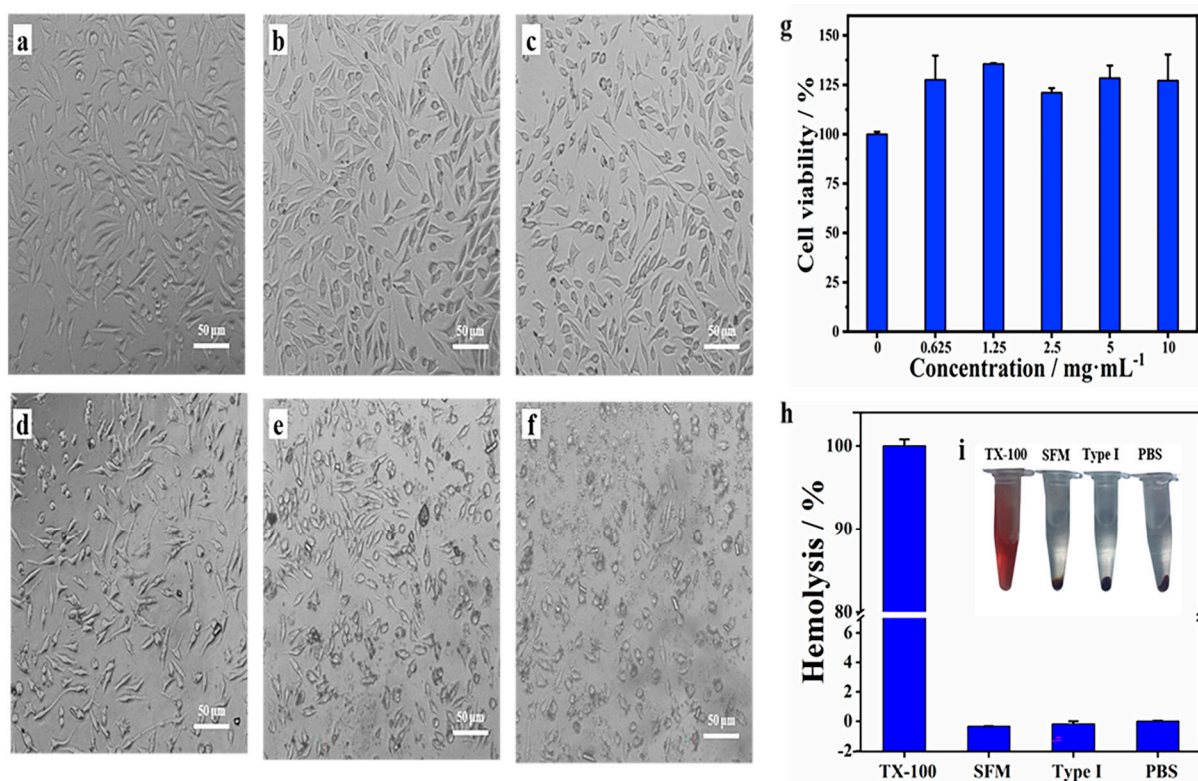 a
b
c
50 μm
50 μm
50 μm
d
e
f
50 μm
50 μm
50 μm
g
Cell viability / %
150
125
100
75
50
25
0
0 0.625 1.25 2.5 5 10
Concentration / mg·mL⁻¹
h
Hemolysis / %
100
90
80
6
4
2
0
-2
TX-100 SFM Type I PBS
i
TX-100 SFM Type I PBS